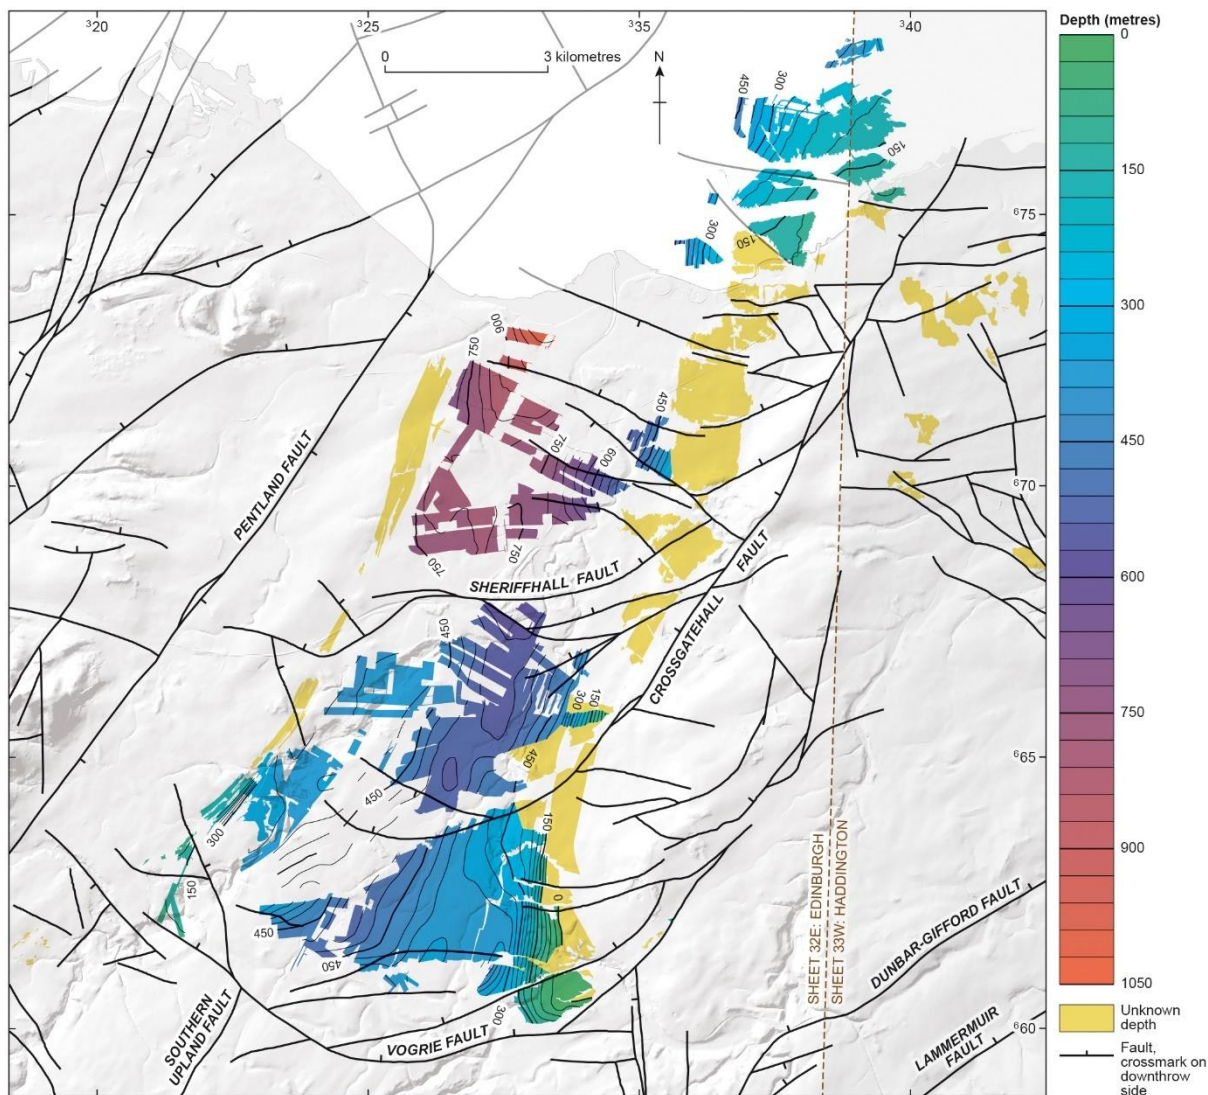 ³20
³25
³35
³40
Depth (metres)
0
150
300
450
600
750
900
1050
Unknown
depth
Fault,
crossmark on
downthrow
side
0
3 kilometres
N
450
300
150
⁶75
300
150
900
750
450
750
600
⁶70
750
750
PENTLAND FAULT
SHERIFFHALL FAULT
CROSSGATEHALL FAULT
450
300
150
450
⁶65
450
300
150
150
0
450
450
300
SHEET 32E: EDINBURGH
SHEET 33W: HADDINGTON
DUNBAR-GIFFORD FAULT
SOUTHERN
UPLAND FAULT
VOGRIE FAULT
⁶60
LAMMERMUIR
FAULT